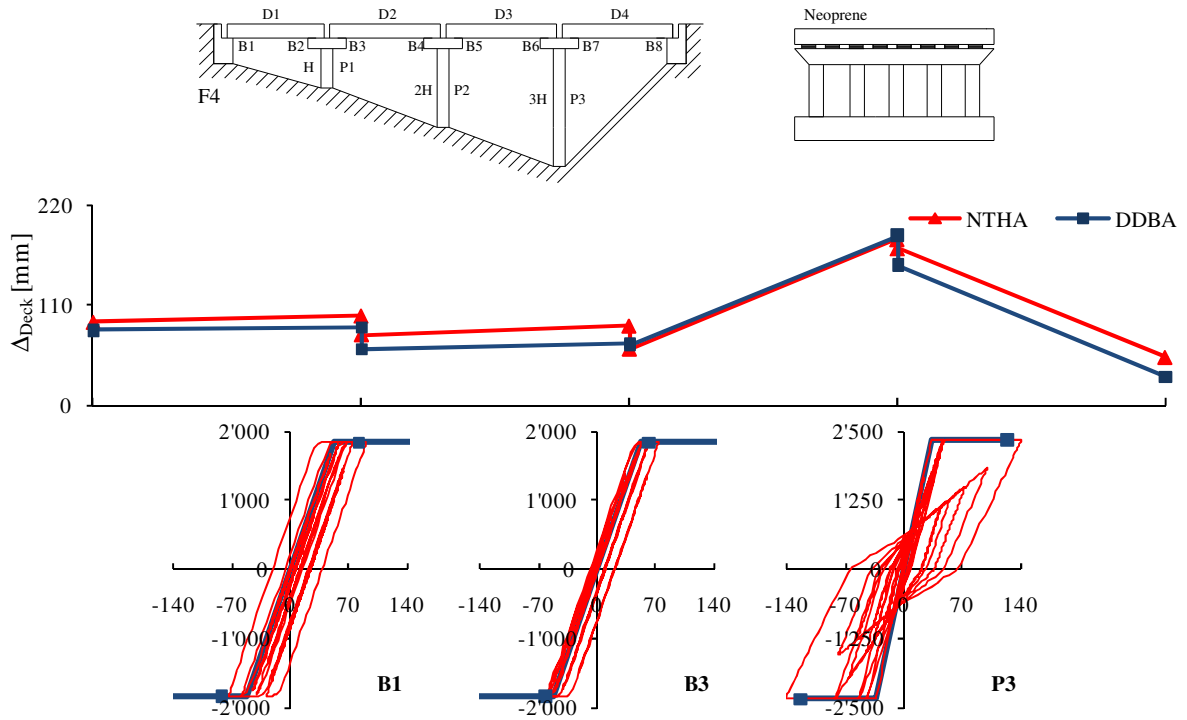 D1 D2 D3 D4 Neoprene
B1 B2 B3 B4 B5 B6 B7 B8
H P1
2H P2
3H P3
F4
220
110
0
Δ_Deck [mm]
NTHA DDBA
2'000
1'000
0
-1'000
-2'000
-140 -70 0 70 140
B1
2'000
1'000
0
-1'000
-2'000
-140 -70 0 70 140
B3
2'500
1'250
0
-1'250
-2'500
-140 -70 0 70 140
P3